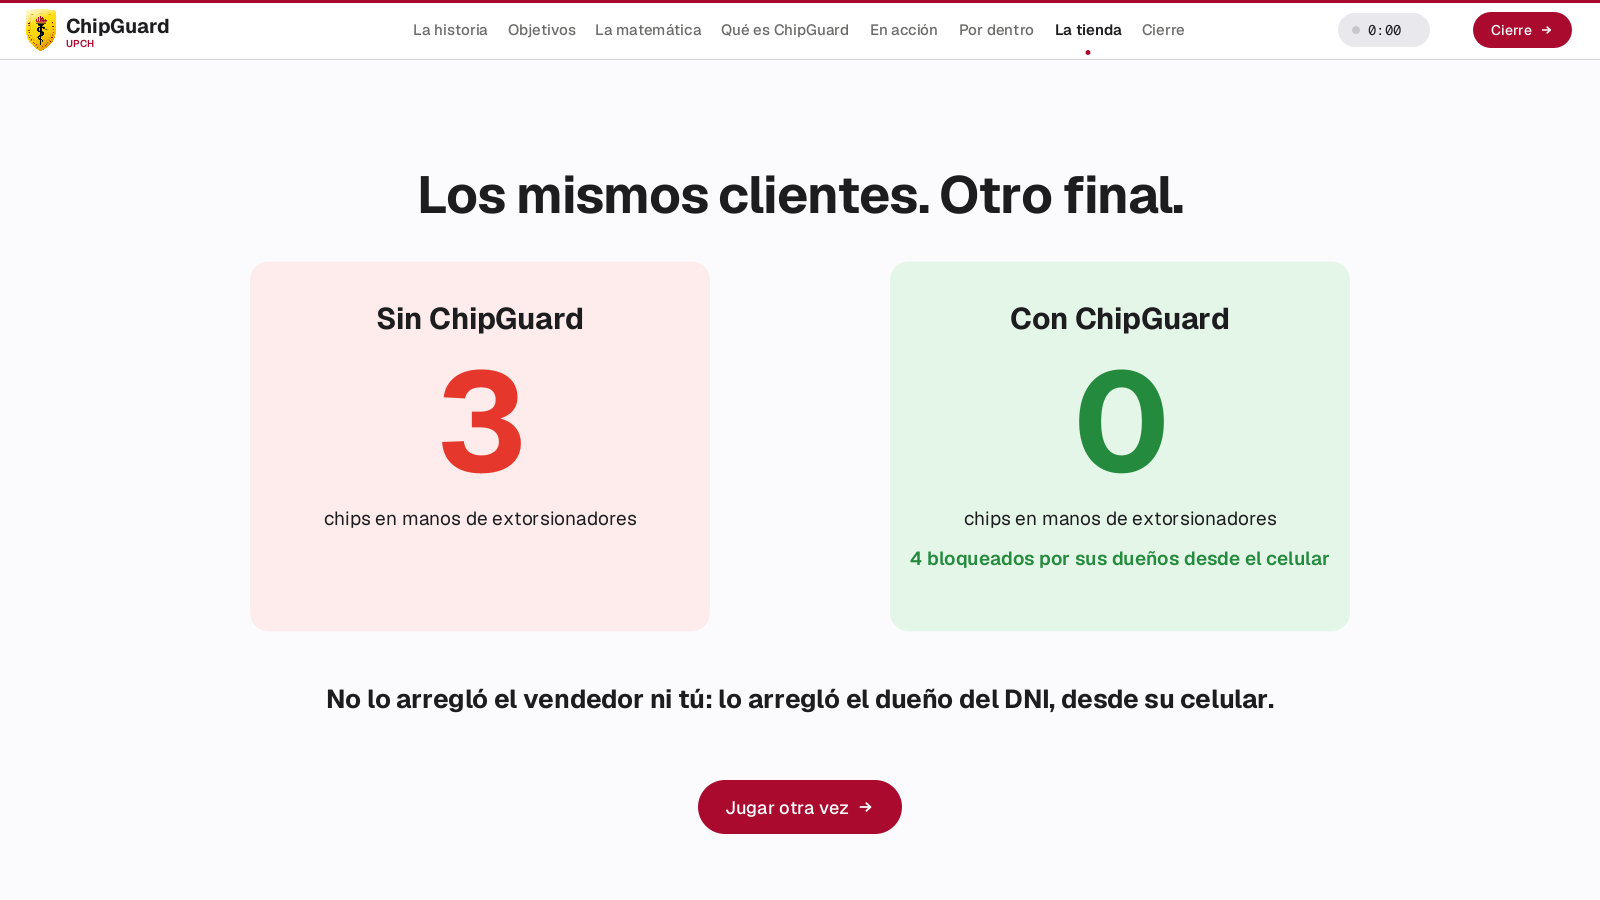 ChipGuard
UPCH
La historia
Objetivos
La matemática
Qué es ChipGuard
En acción
Por dentro
La tienda
Cierre
0:00
Cierre →
Los mismos clientes. Otro final.
Sin ChipGuard
3
chips en manos de extorsionadores
Con ChipGuard
0
chips en manos de extorsionadores
4 bloqueados por sus dueños desde el celular
No lo arregló el vendedor ni tú: lo arregló el dueño del DNI, desde su celular.
Jugar otra vez →